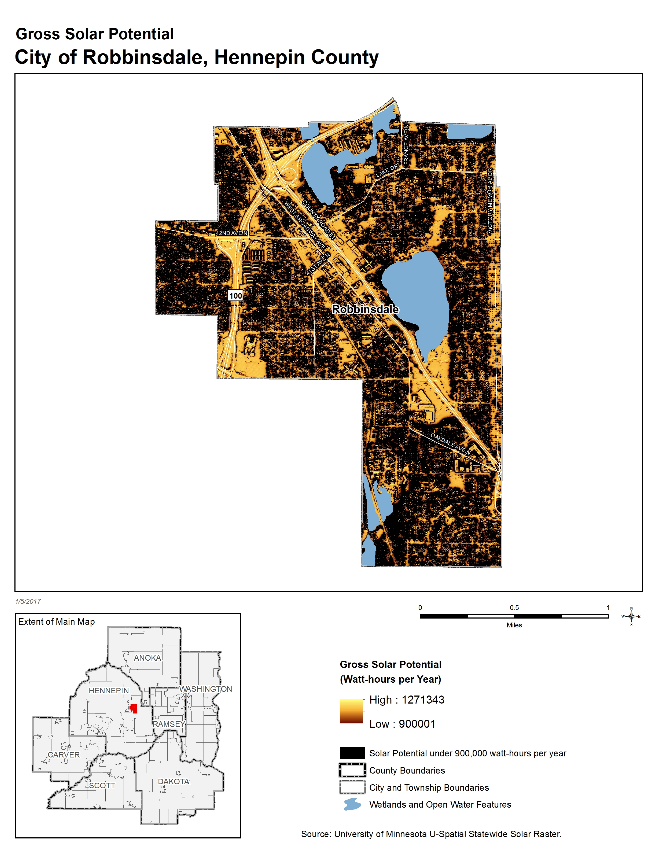 Gross Solar Potential
City of Robbinsdale, Hennepin County
100
Robbinsdale
1/5/2017
0
0.5
1
Miles
Extent of Main Map
ANOKA
HENNEPIN
WASHINGTON
RAMSEY
CARVER
SCOTT
DAKOTA
Gross Solar Potential
(Watt-hours per Year)
High : 1271343
Low : 900001
Solar Potential under 900,000 watt-hours per year
County Boundaries
City and Township Boundaries
Wetlands and Open Water Features
Source: University of Minnesota U-Spatial Statewide Solar Raster.